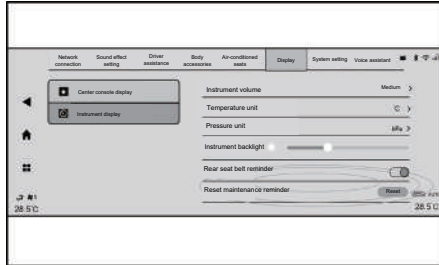 Network connection
Sound effect setting
Driver assistance
Body accessories
Air-conditioned seats
Display
System setting
Voice assistant
Center console display
Instrument display
Instrument volume
Medium
Temperature unit
°C
Pressure unit
kPa
Instrument backlight
Rear seat belt reminder
Reset maintenance reminder
Reset
28.5°C
28.5°C